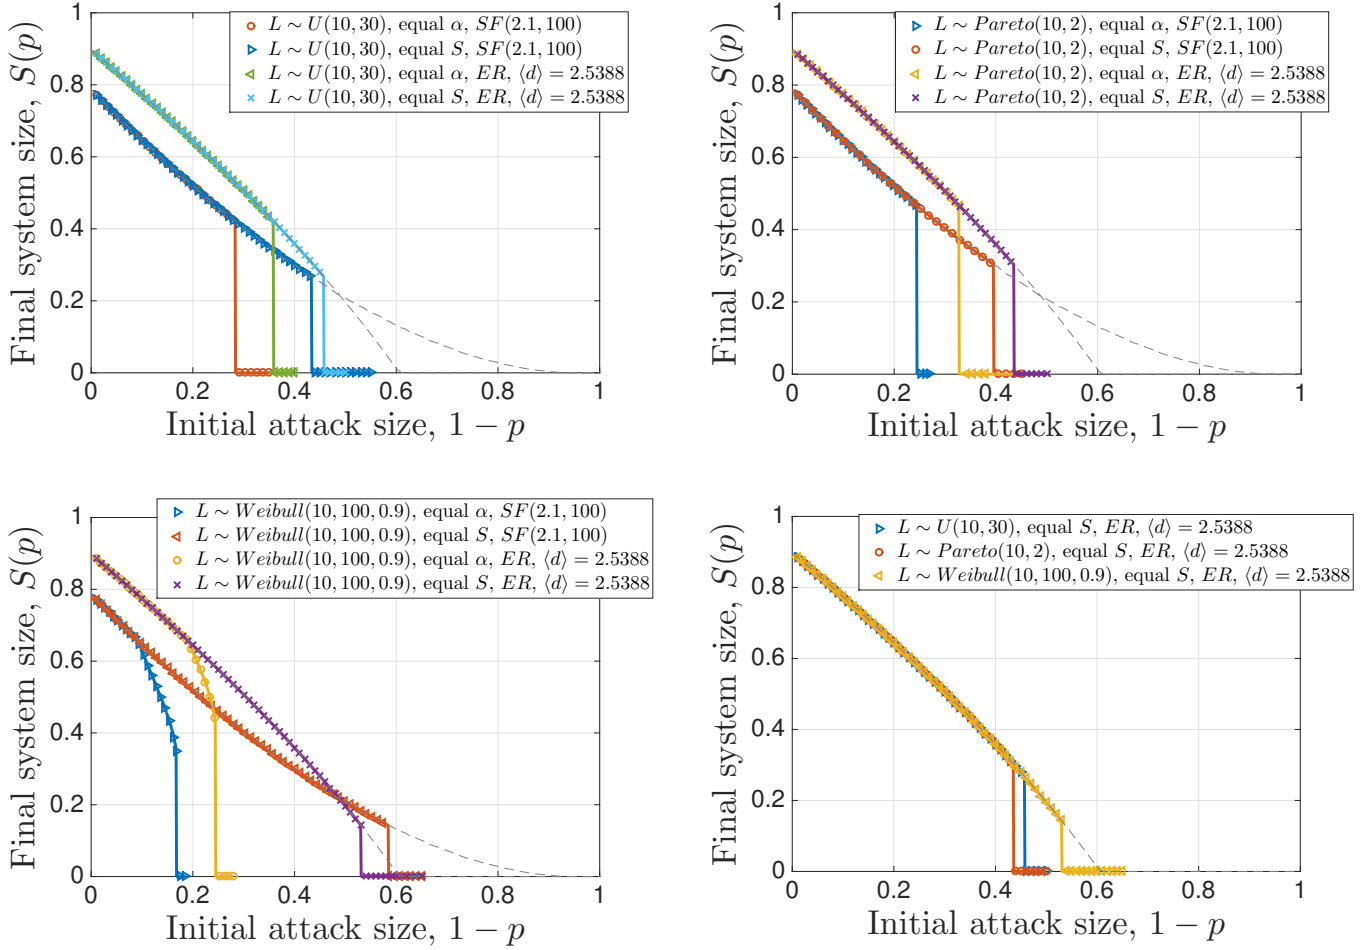 L ∼ U(10, 30), equal α, SF(2.1, 100)
L ∼ U(10, 30), equal S, SF(2.1, 100)
L ∼ U(10, 30), equal α, ER, ⟨d⟩ = 2.5388
L ∼ U(10, 30), equal S, ER, ⟨d⟩ = 2.5388
Final system size, S(p)
1
0.8
0.6
0.4
0.2
0
0 0.2 0.4 0.6 0.8 1
Initial attack size, 1 − p
L ∼ Pareto(10, 2), equal α, SF(2.1, 100)
L ∼ Pareto(10, 2), equal S, SF(2.1, 100)
L ∼ Pareto(10, 2), equal α, ER, ⟨d⟩ = 2.5388
L ∼ Pareto(10, 2), equal S, ER, ⟨d⟩ = 2.5388
Final system size, S(p)
1
0.8
0.6
0.4
0.2
0
0 0.2 0.4 0.6 0.8 1
Initial attack size, 1 − p
L ∼ Weibull(10, 100, 0.9), equal α, SF(2.1, 100)
L ∼ Weibull(10, 100, 0.9), equal S, SF(2.1, 100)
L ∼ Weibull(10, 100, 0.9), equal α, ER, ⟨d⟩ = 2.5388
L ∼ Weibull(10, 100, 0.9), equal S, ER, ⟨d⟩ = 2.5388
Final system size, S(p)
1
0.8
0.6
0.4
0.2
0
0 0.2 0.4 0.6 0.8 1
Initial attack size, 1 − p
L ∼ U(10, 30), equal S, ER, ⟨d⟩ = 2.5388
L ∼ Pareto(10, 2), equal S, ER, ⟨d⟩ = 2.5388
L ∼ Weibull(10, 100, 0.9), equal S, ER, ⟨d⟩ = 2.5388
Final system size, S(p)
1
0.8
0.6
0.4
0.2
0
0 0.2 0.4 0.6 0.8 1
Initial attack size, 1 − p